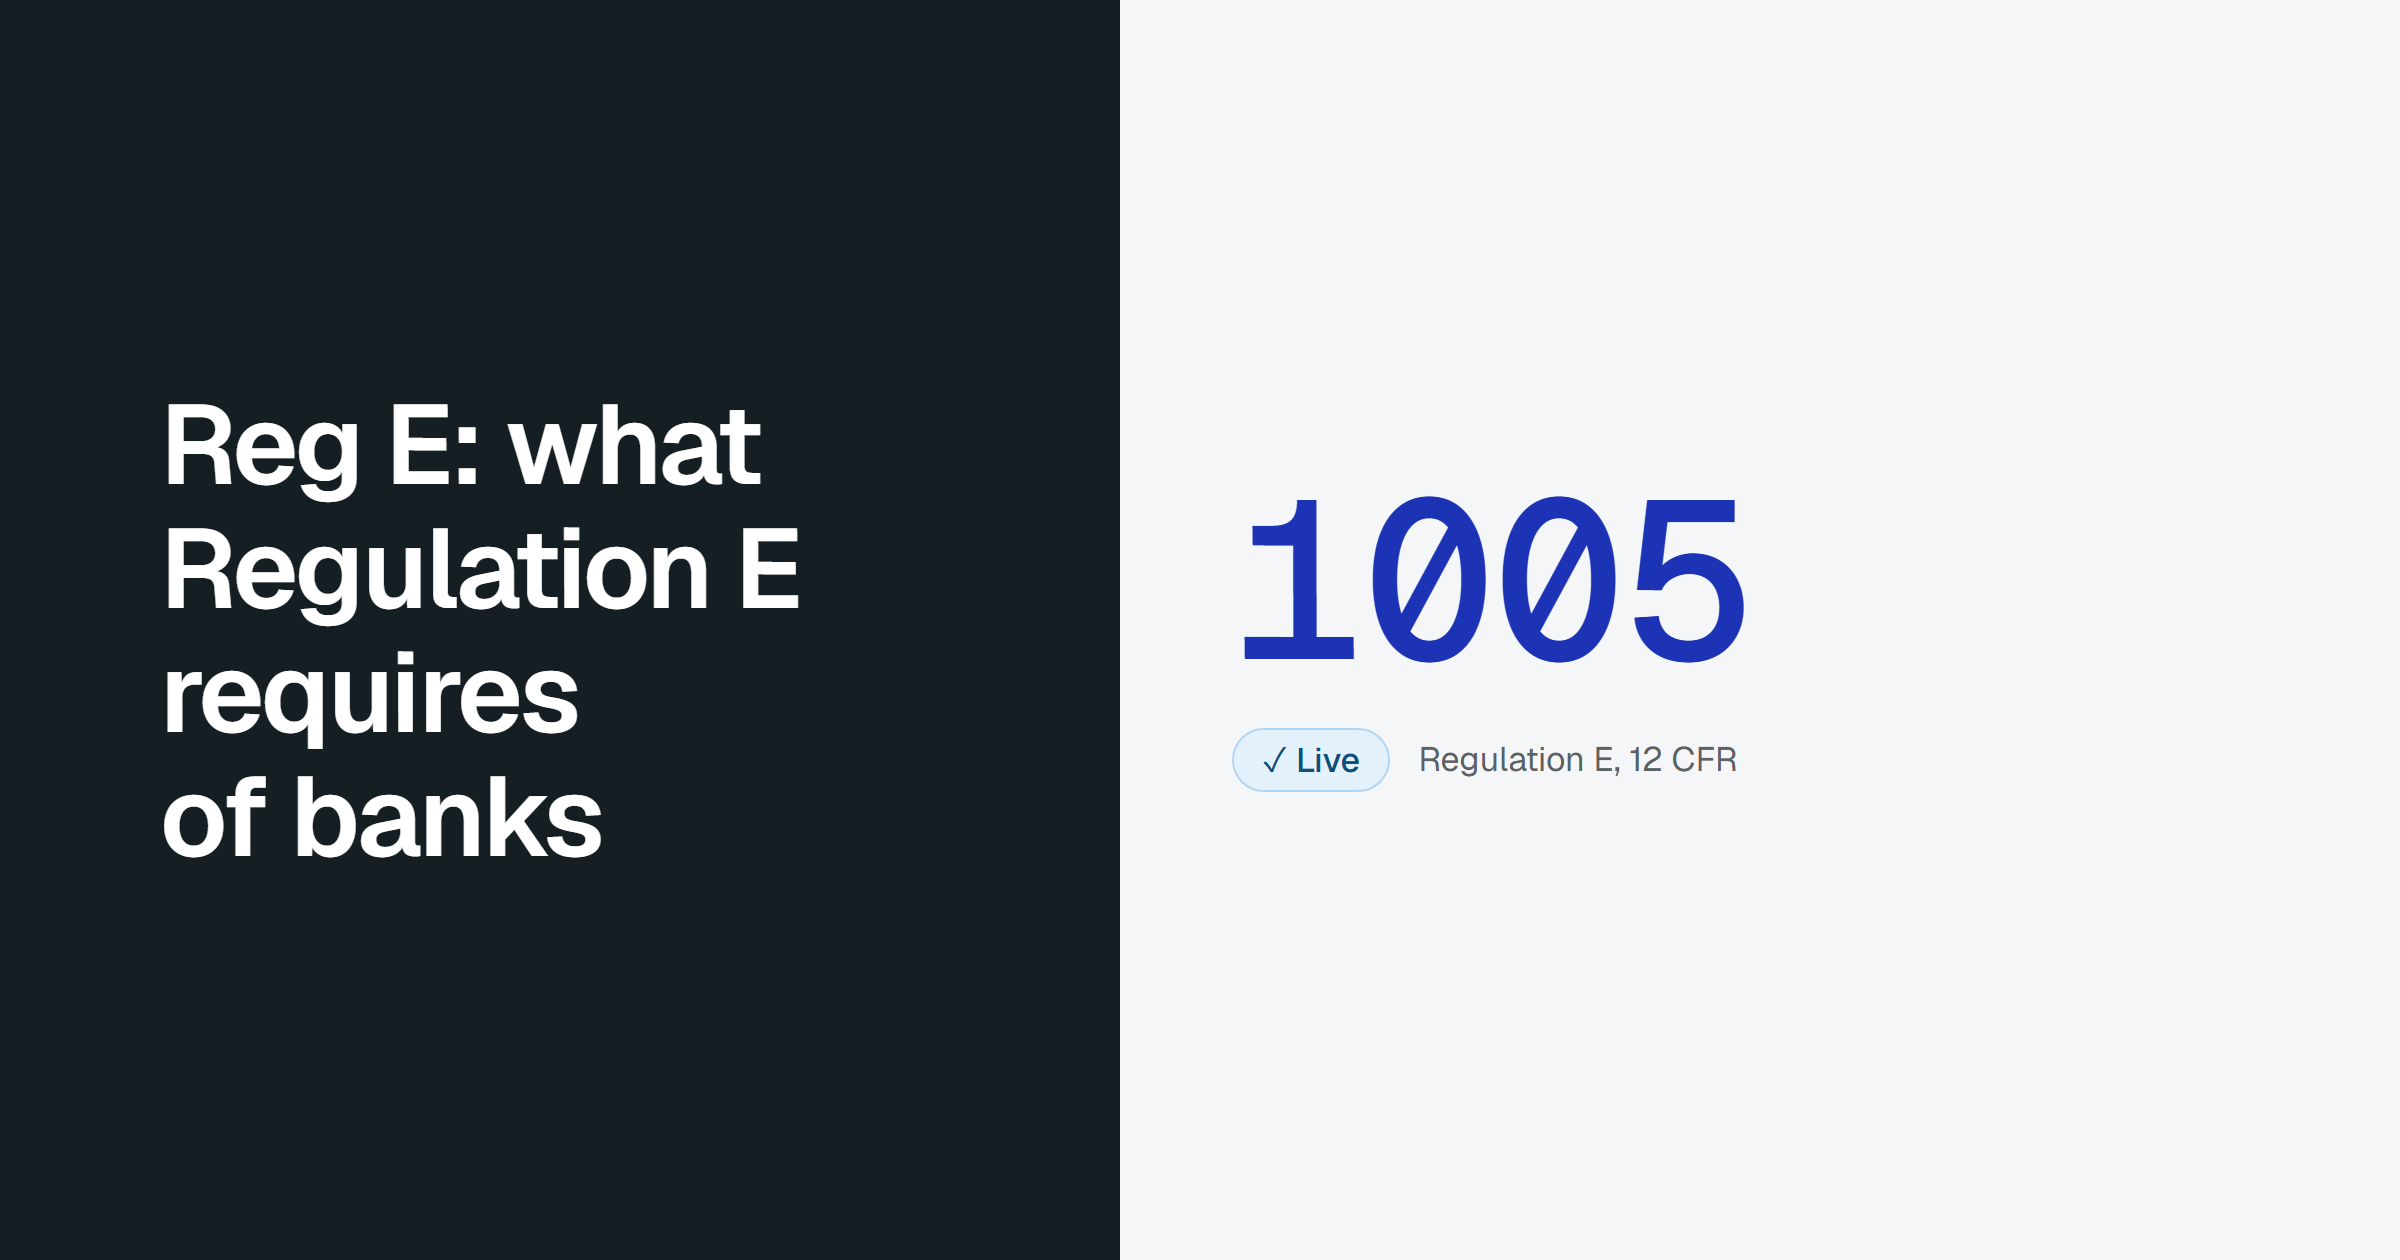 Reg E: what
Regulation E
requires
of banks
1005
✓ Live
Regulation E, 12 CFR